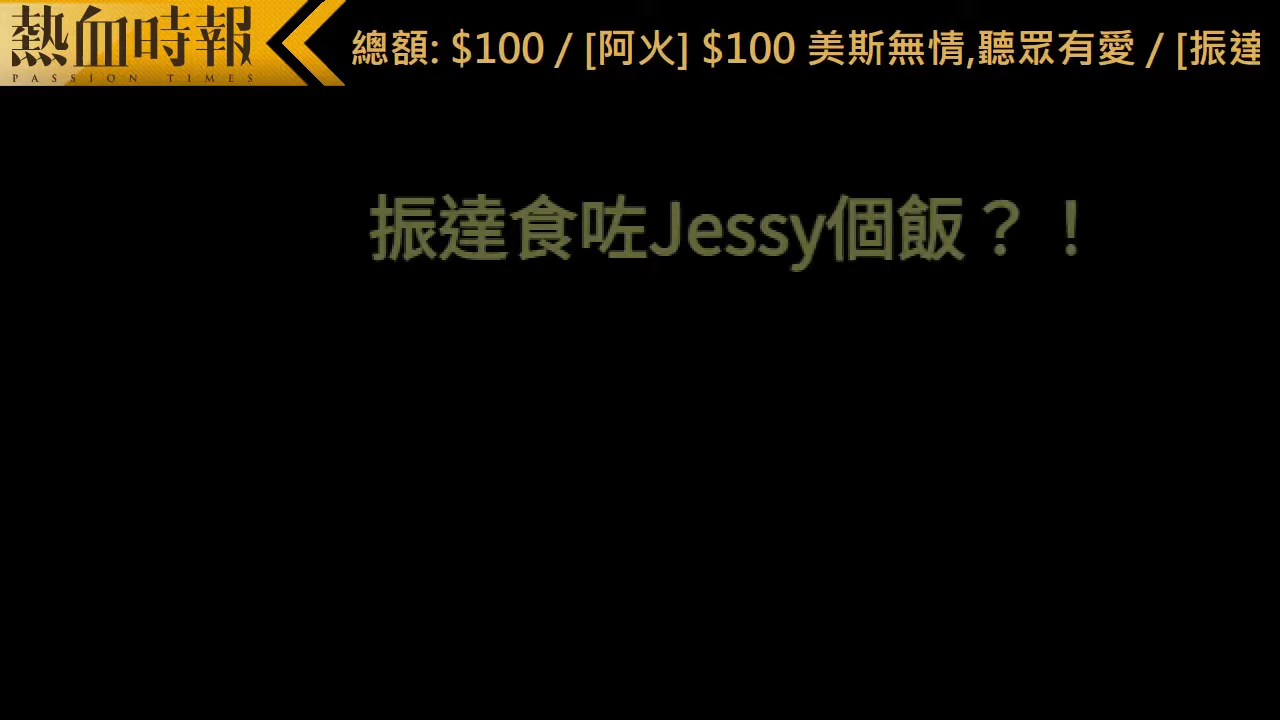 熱血時報
PASSION TIMES
總額: $100 / [阿火] $100 美斯無情,聽眾有愛 / [振達
振達食咗Jessy個飯？！